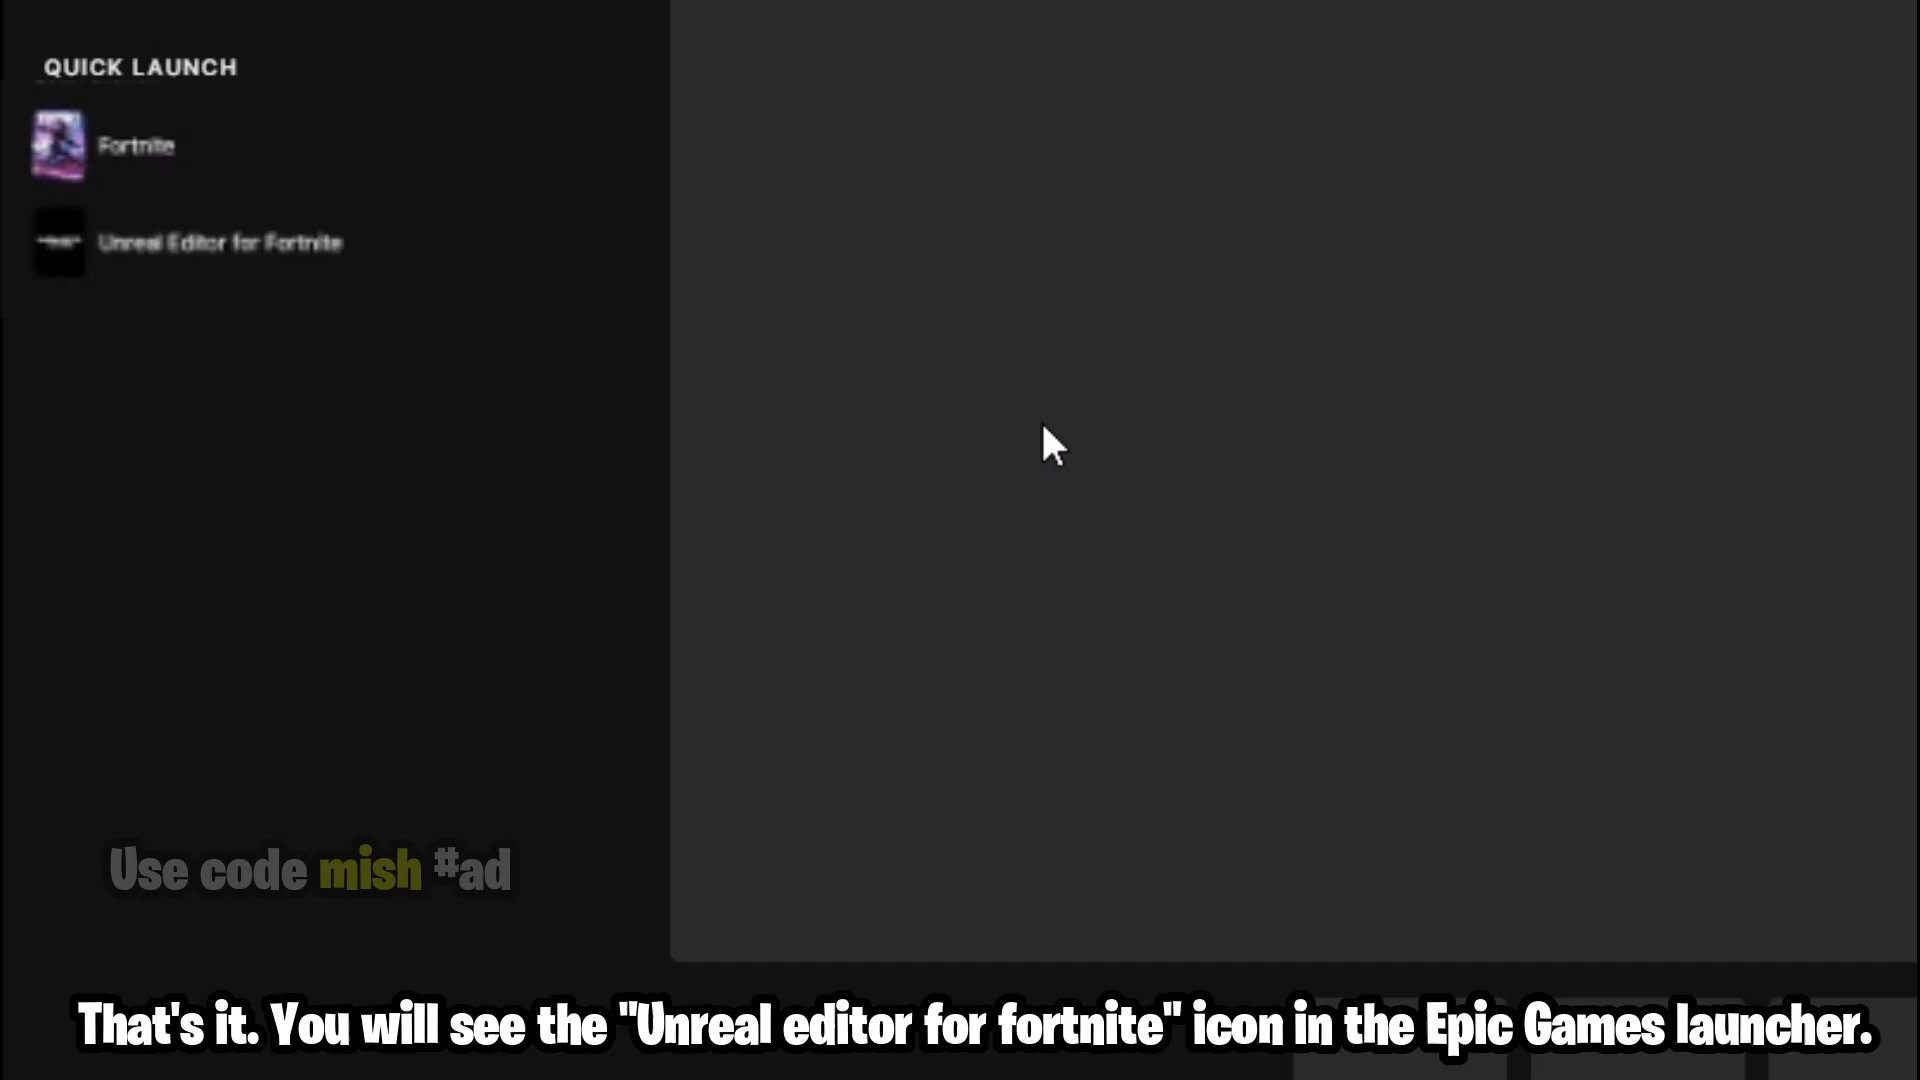 QUICK LAUNCH
Fortnite
Unreal Editor for Fortnite
Use code mish #ad
That's it. You will see the "Unreal editor for fortnite" icon in the Epic Games launcher.